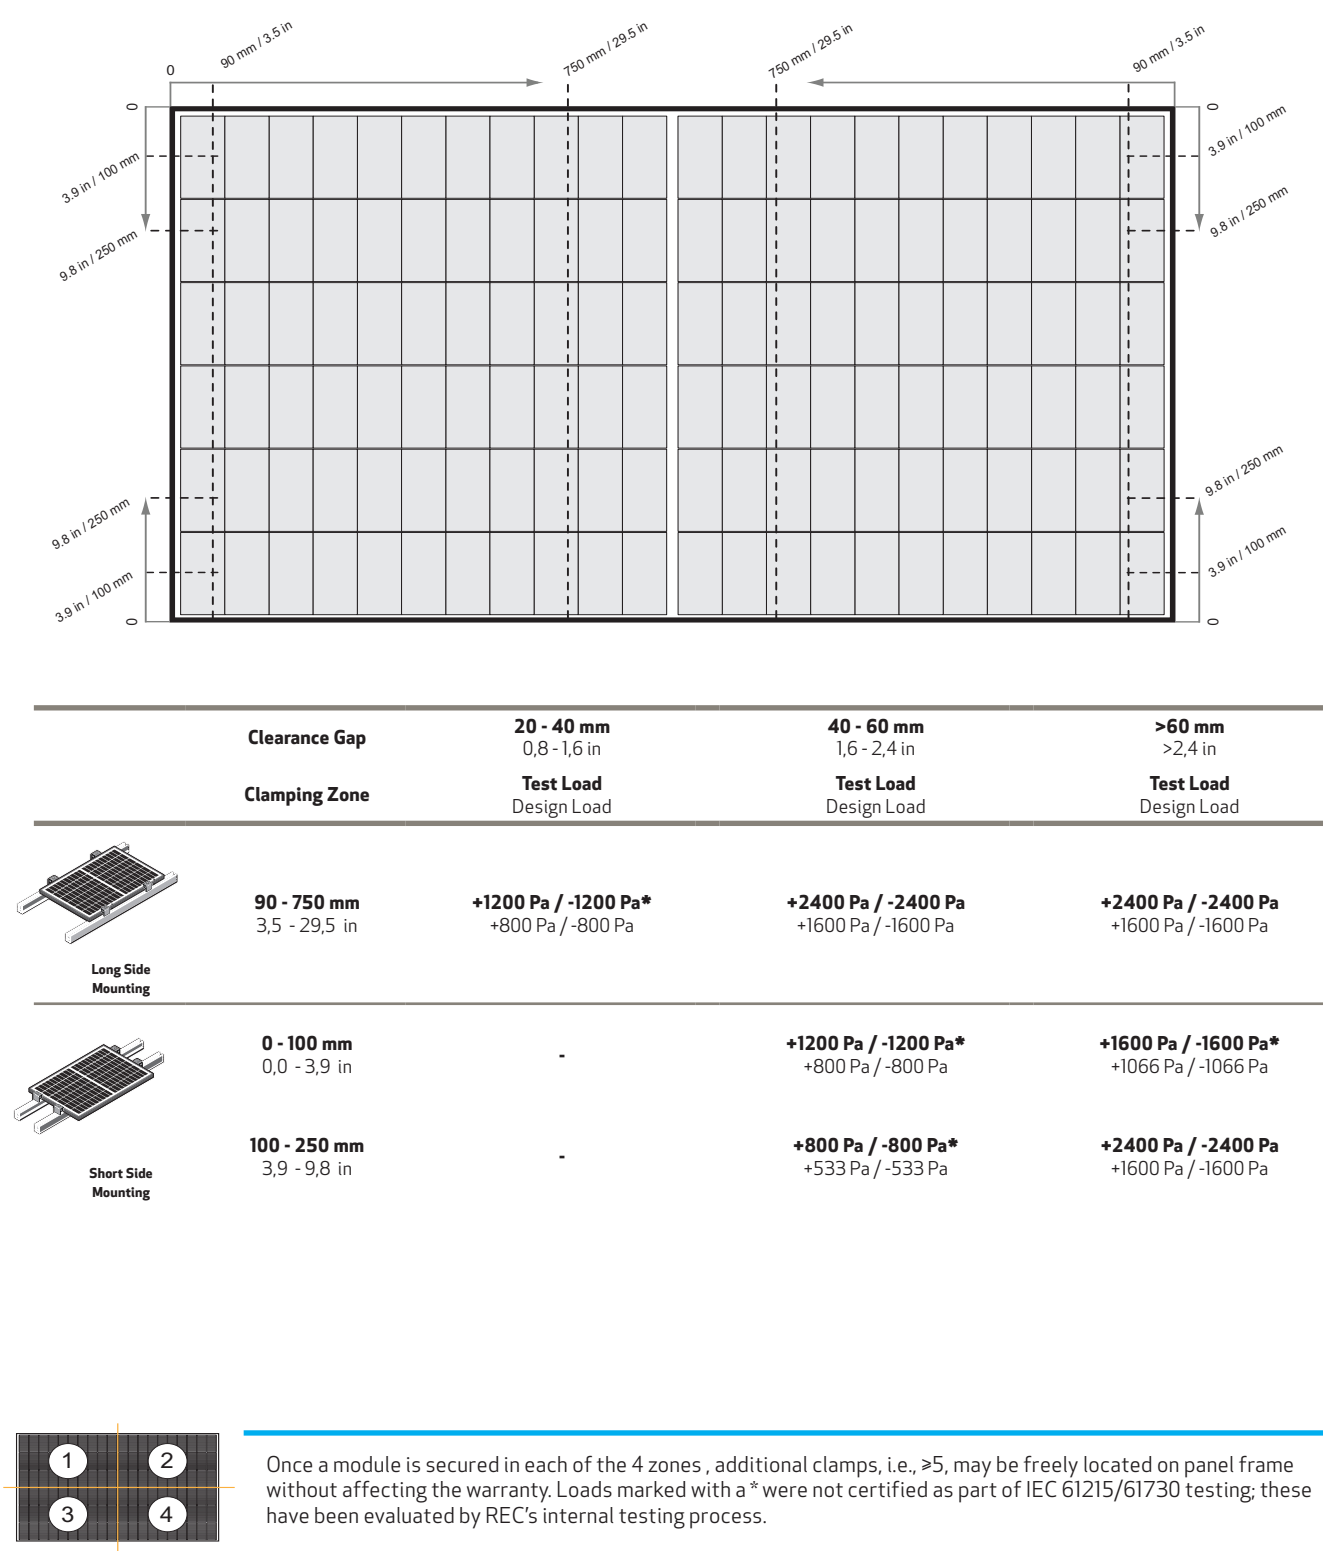 0
90 mm / 3.5 in
750 mm / 29.5 in
750 mm / 29.5 in
90 mm / 3.5 in
0
0
3.9 in / 100 mm
3.9 in / 100 mm
9.8 in / 250 mm
9.8 in / 250 mm
9.8 in / 250 mm
9.8 in / 250 mm
3.9 in / 100 mm
3.9 in / 100 mm
0
0
Clearance Gap
20 - 40 mm
0,8 - 1,6 in
40 - 60 mm
1,6 - 2,4 in
>60 mm
>2,4 in
Clamping Zone
Test Load
Design Load
Test Load
Design Load
Test Load
Design Load
Long Side
Mounting
90 - 750 mm
3,5 - 29,5 in
+1200 Pa / -1200 Pa*
+800 Pa / -800 Pa
+2400 Pa / -2400 Pa
+1600 Pa / -1600 Pa
+2400 Pa / -2400 Pa
+1600 Pa / -1600 Pa
0 - 100 mm
0,0 - 3,9 in
-
+1200 Pa / -1200 Pa*
+800 Pa / -800 Pa
+1600 Pa / -1600 Pa*
+1066 Pa / -1066 Pa
Short Side
Mounting
100 - 250 mm
3,9 - 9,8 in
-
+800 Pa / -800 Pa*
+533 Pa / -533 Pa
+2400 Pa / -2400 Pa
+1600 Pa / -1600 Pa
1
2
3
4
Once a module is secured in each of the 4 zones , additional clamps, i.e., ≥5, may be freely located on panel frame
without affecting the warranty. Loads marked with a * were not certified as part of IEC 61215/61730 testing; these
have been evaluated by REC's internal testing process.